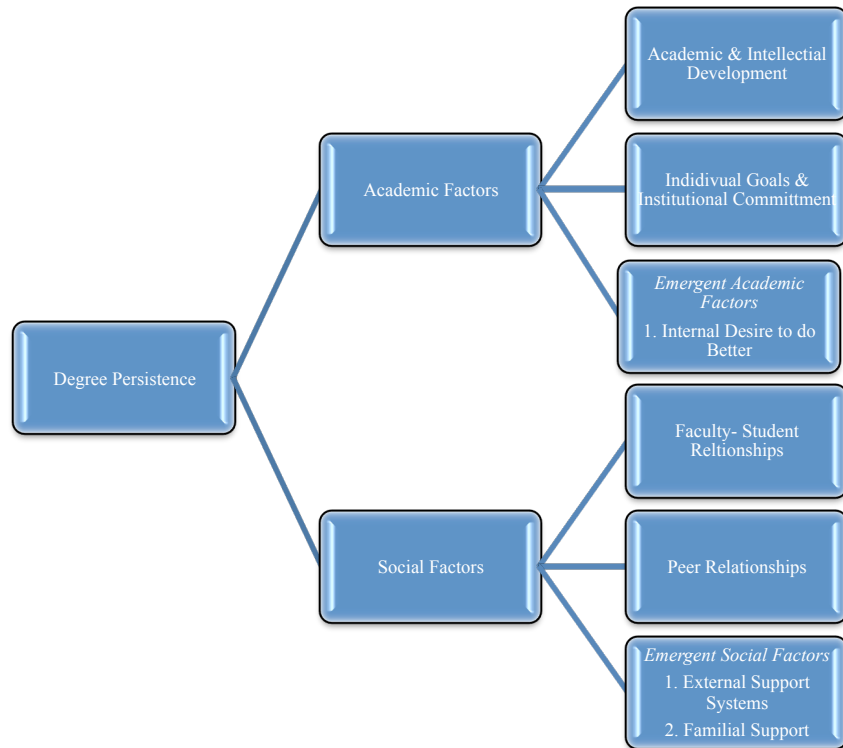 Academic & Intellectial
Development
Academic Factors
Indidivual Goals &
Institutional Committment
Emergent Academic
Factors
1. Internal Desire to do
Better
Degree Persistence
Faculty- Student
Reltionships
Social Factors
Peer Relationships
Emergent Social Factors
1. External Support
Systems
2. Familial Support